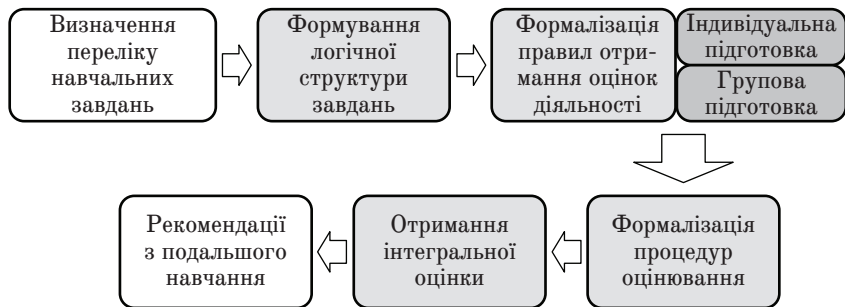 Визначення
переліку
навчальних
завдань
Формування
логічної
структури
завдань
Формалізація
правил отри-
мання оцінок
діяльності
Індивідуальна
підготовка
Групова
підготовка
Формалізація
процедур
оцінювання
Отримання
інтегральної
оцінки
Рекомендації
з подальшого
навчання